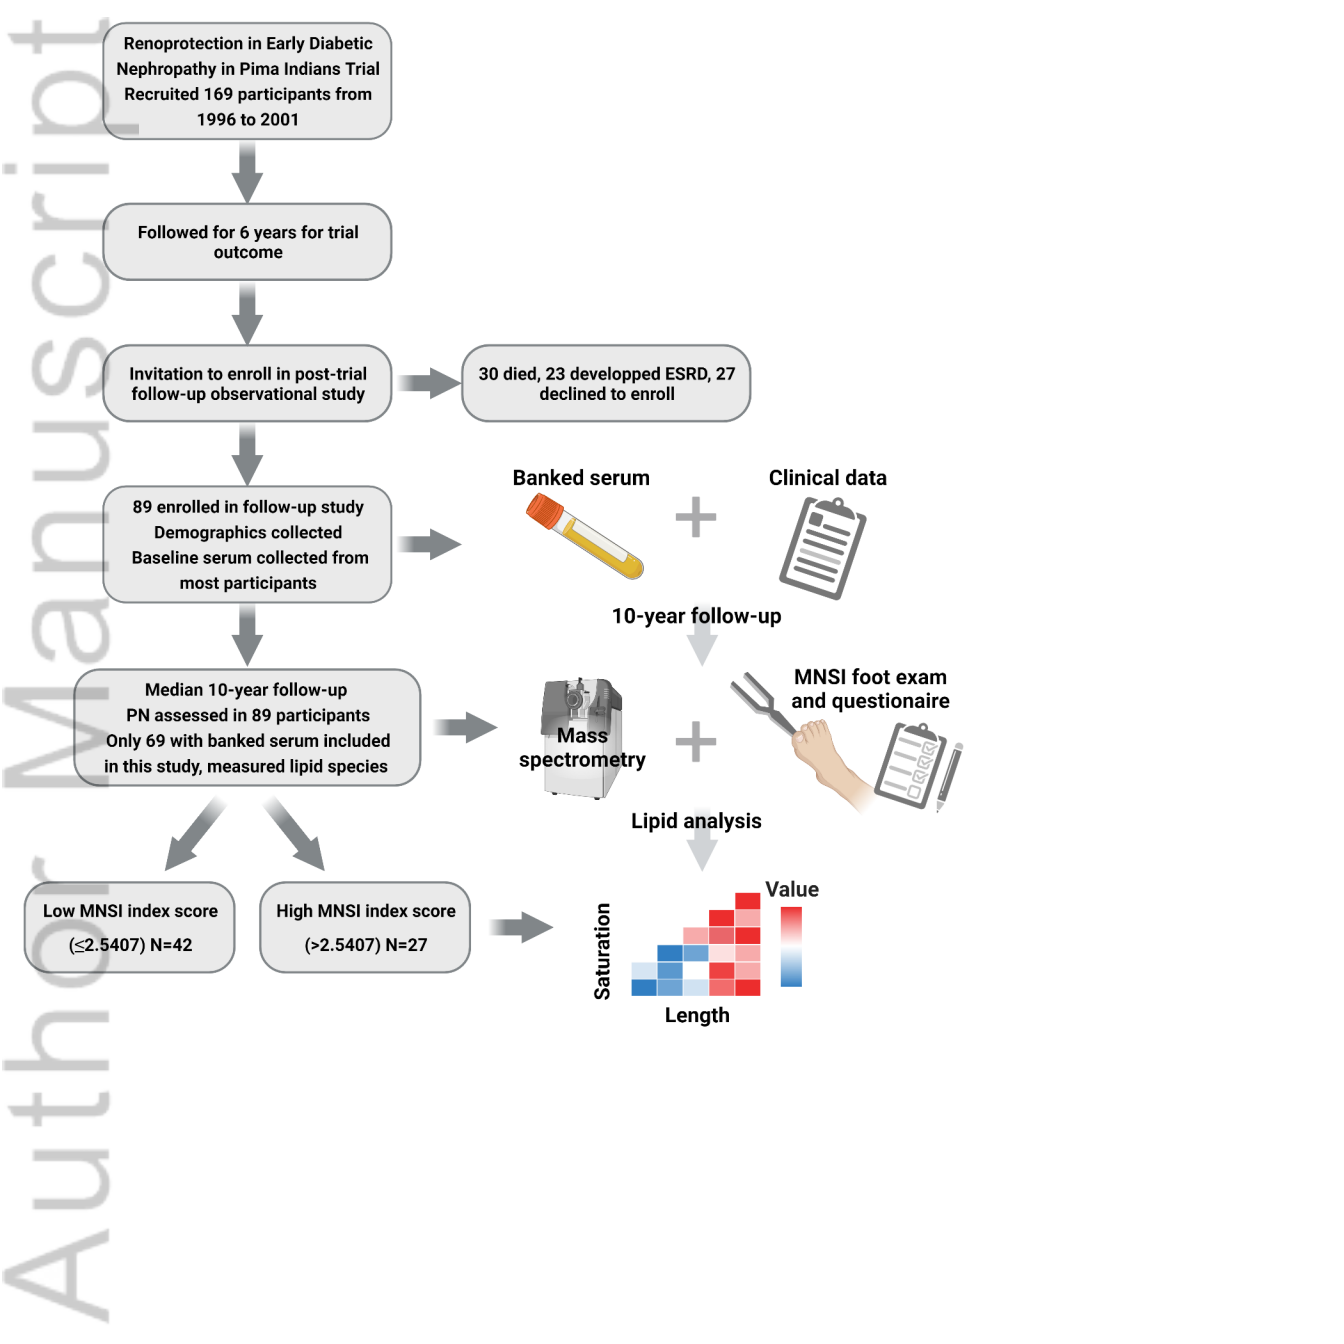 Author Manuscript
Renoprotection in Early Diabetic
Nephropathy in Pima Indians Trial
Recruited 169 participants from
1996 to 2001
Followed for 6 years for trial
outcome
Invitation to enroll in post-trial
follow-up observational study
30 died, 23 developped ESRD, 27
declined to enroll
89 enrolled in follow-up study
Demographics collected
Baseline serum collected from
most participants
Banked serum
Clinical data
10-year follow-up
Median 10-year follow-up
PN assessed in 89 participants
Only 69 with banked serum included
in this study, measured lipid species
Mass
spectrometry
MNSI foot exam
and questionaire
Lipid analysis
Low MNSI index score
(≤2.5407) N=42
High MNSI index score
(>2.5407) N=27
Saturation
Length
Value